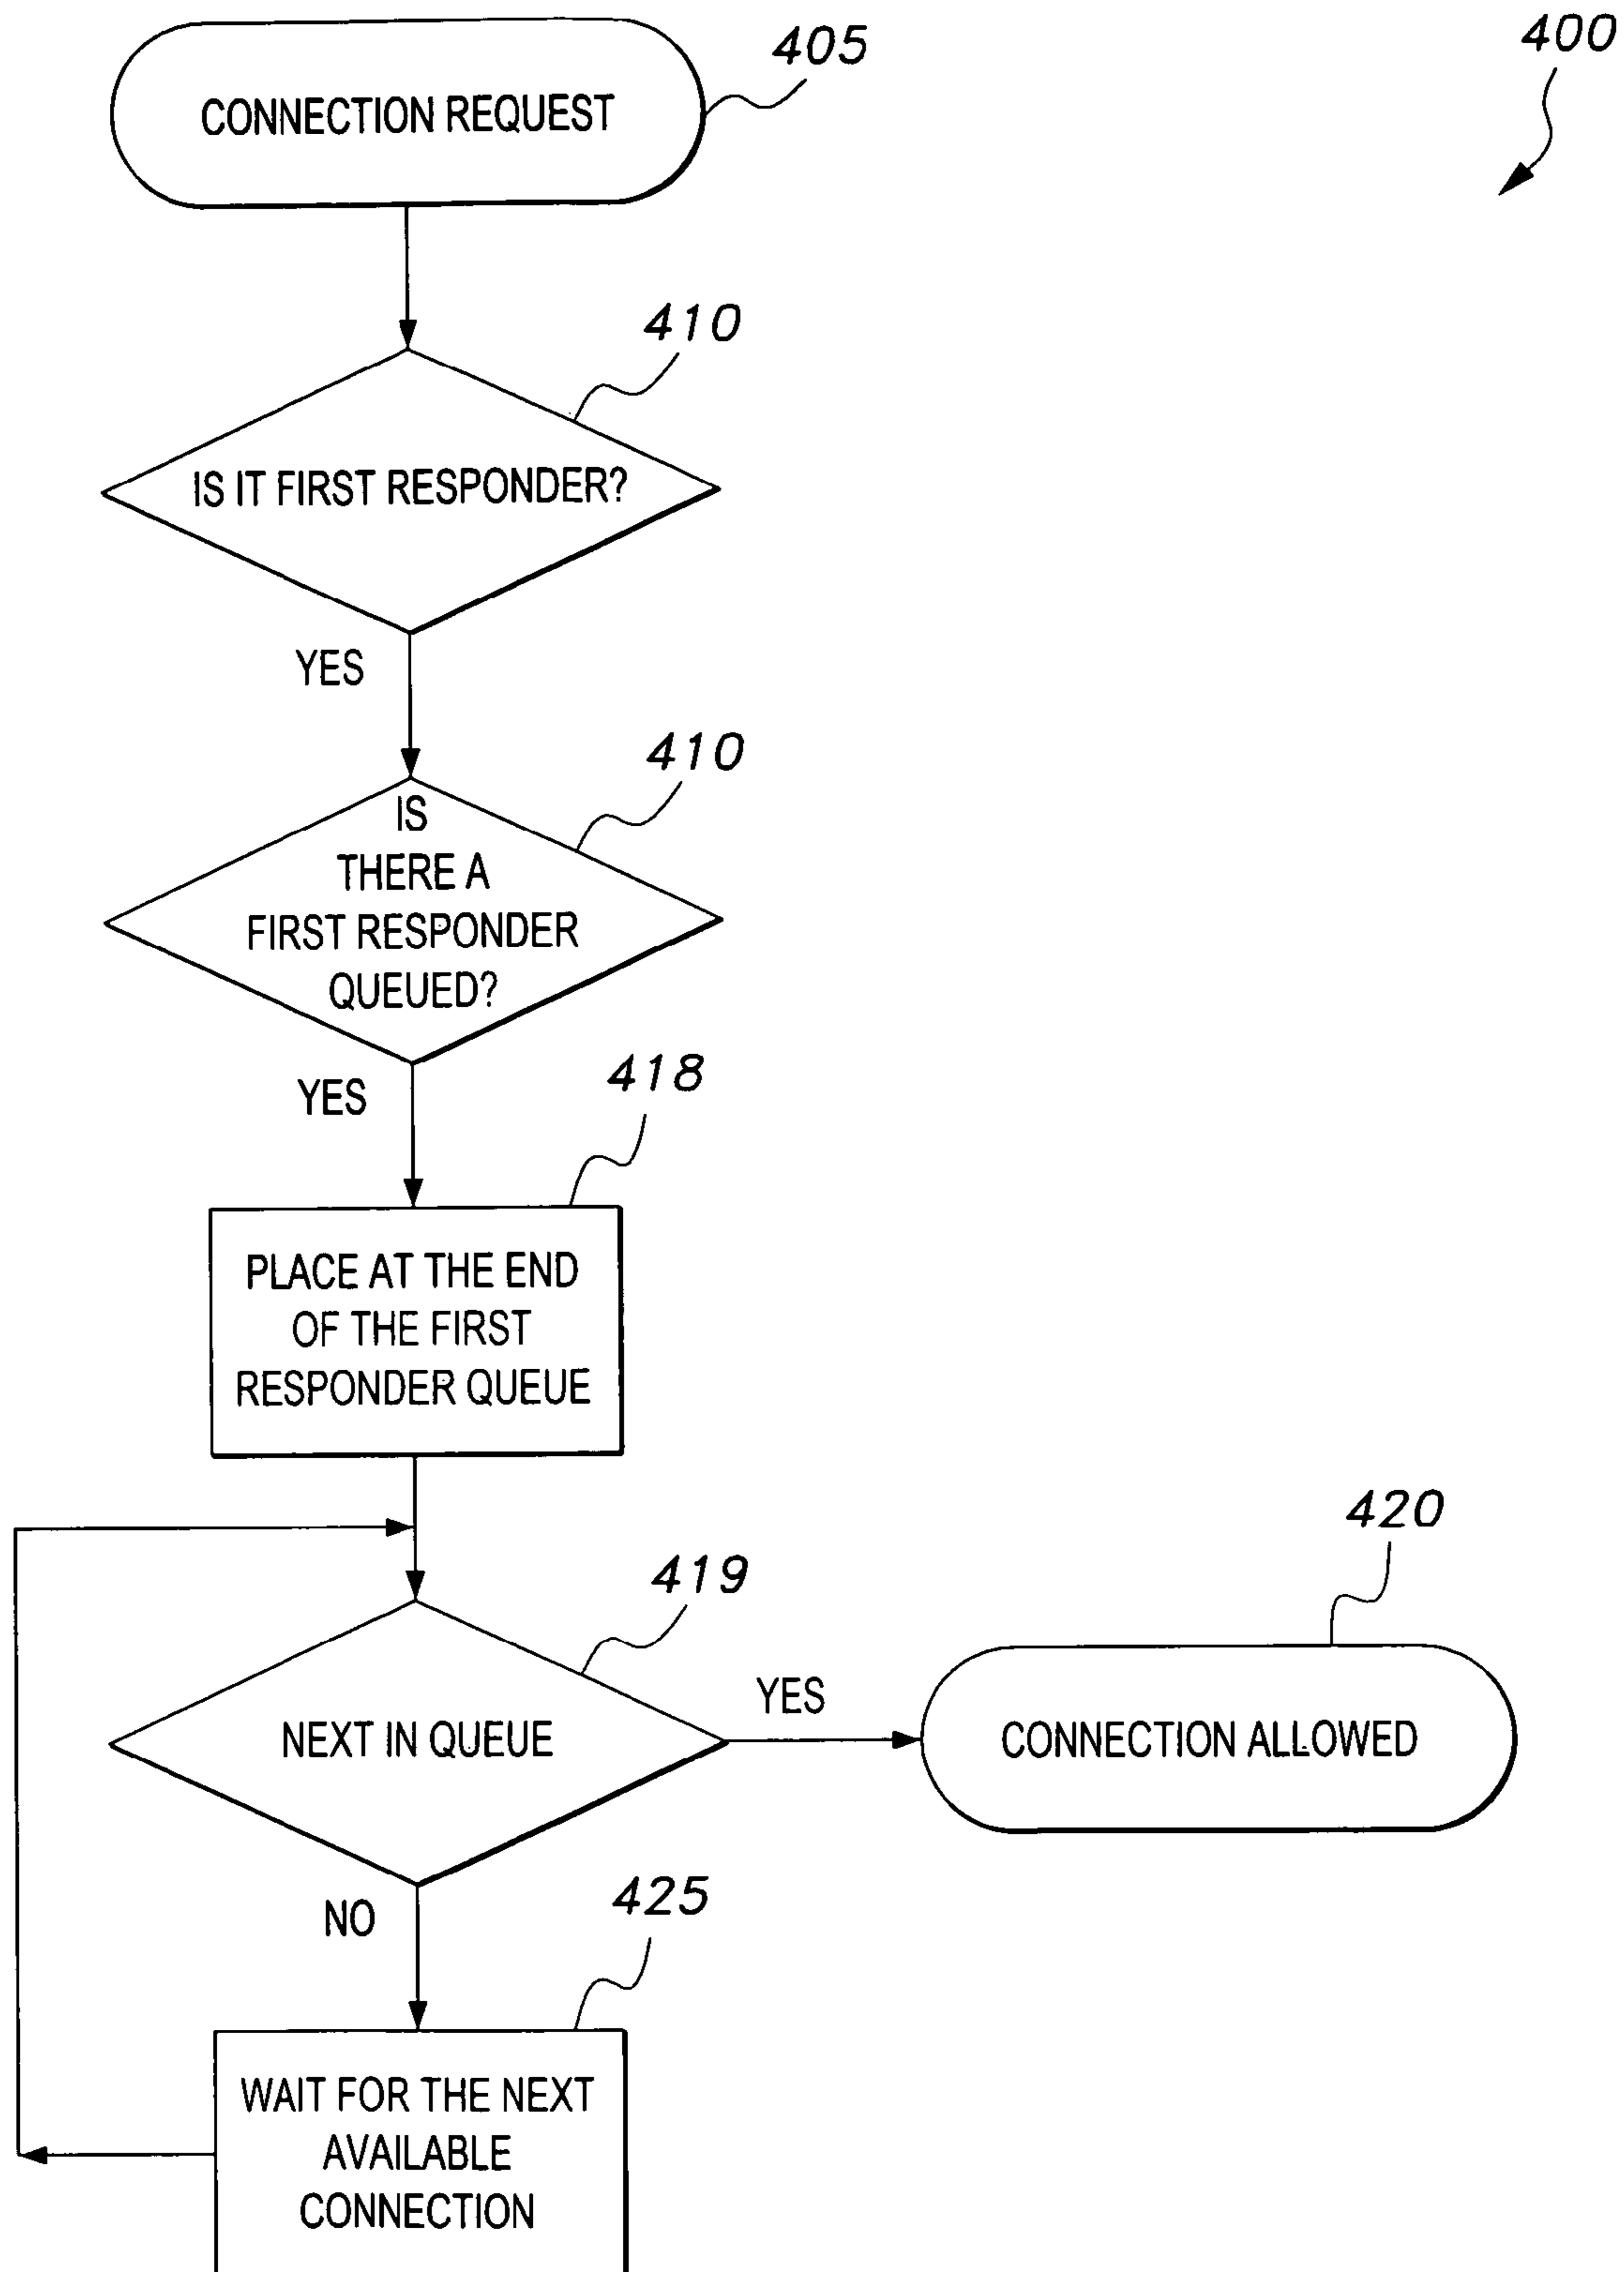 400
405
CONNECTION REQUEST
410
IS IT FIRST RESPONDER?
YES
410
IS
THERE A
FIRST RESPONDER
QUEUED?
YES
418
PLACE AT THE END
OF THE FIRST
RESPONDER QUEUE
419
NEXT IN QUEUE
YES
420
CONNECTION ALLOWED
NO
425
WAIT FOR THE NEXT
AVAILABLE
CONNECTION